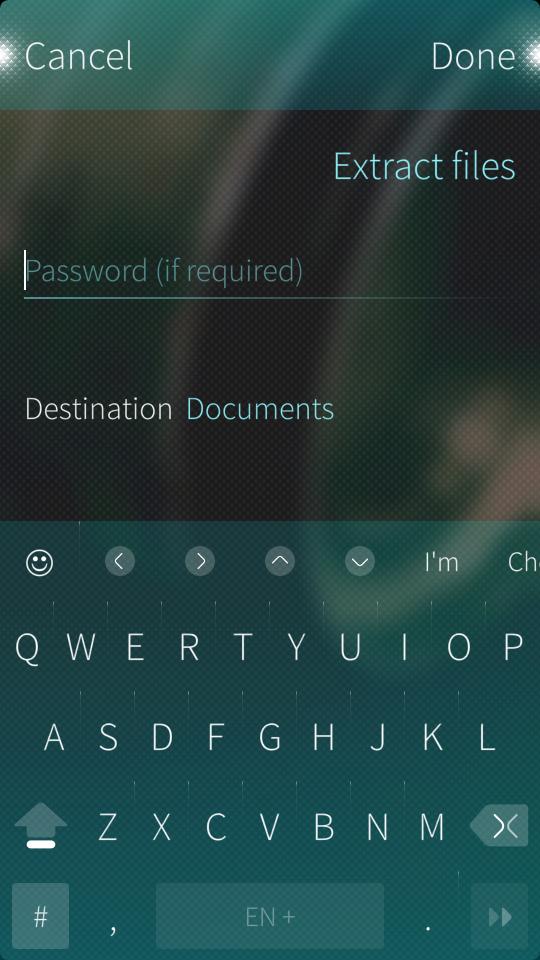 Cancel Done
Extract files
Password (if required)
Destination Documents
I'm Ch
Q W E R T Y U I O P
A S D F G H J K L
Z X C V B N M
# , EN + .